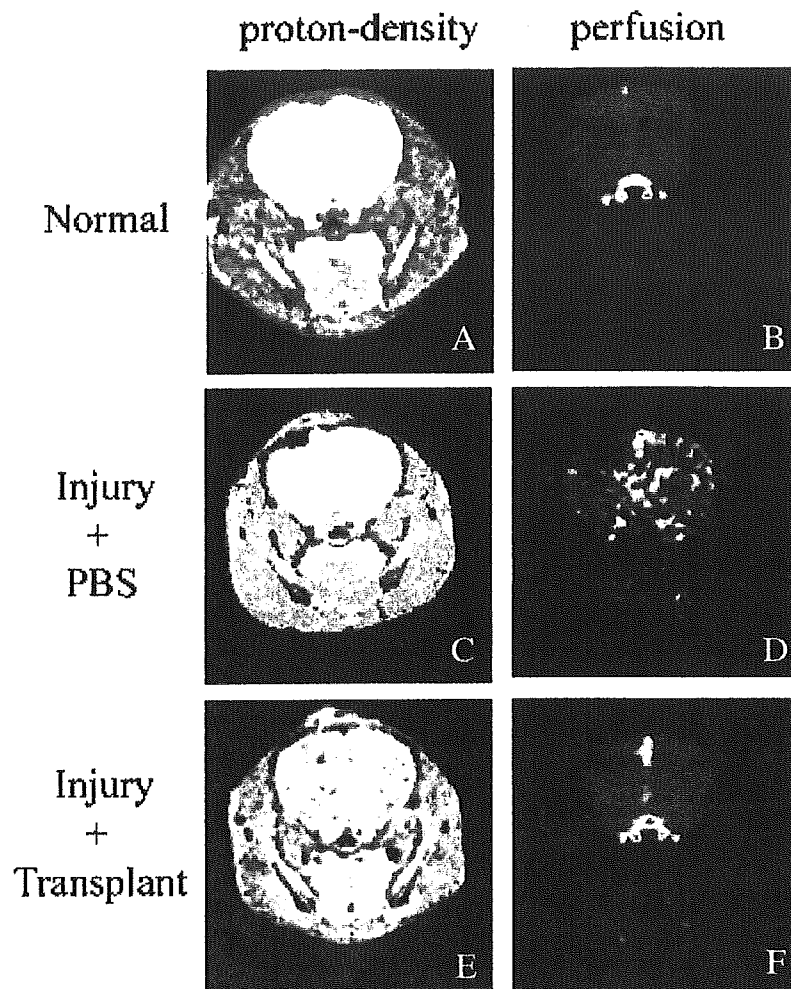 proton-density perfusion
Normal
A
B
Injury
+
PBS
C
D
Injury
+
Transplant
E
F